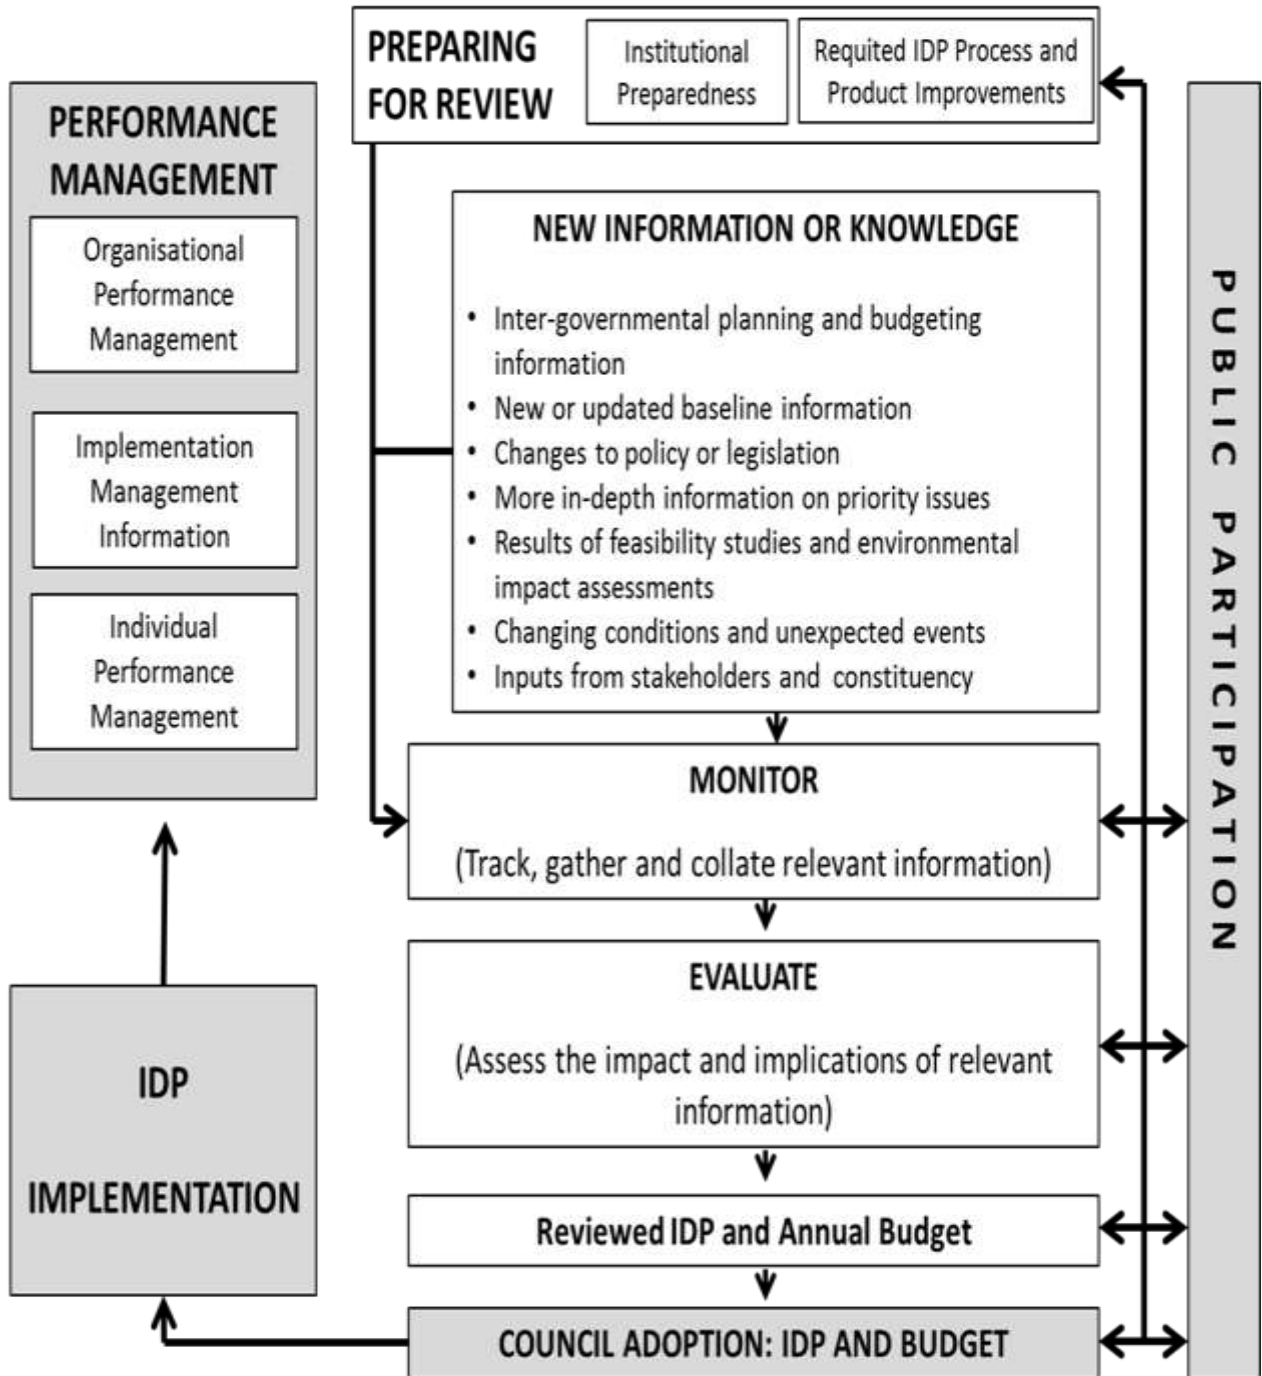 PREPARING
FOR REVIEW
Institutional
Preparedness
Requited IDP Process and
Product Improvements
PERFORMANCE
MANAGEMENT
Organisational
Performance
Management
Implementation
Management
Information
Individual
Performance
Management
NEW INFORMATION OR KNOWLEDGE
• Inter-governmental planning and budgeting
information
• New or updated baseline information
• Changes to policy or legislation
• More in-depth information on priority issues
• Results of feasibility studies and environmental
impact assessments
• Changing conditions and unexpected events
• Inputs from stakeholders and constituency
MONITOR
(Track, gather and collate relevant information)
EVALUATE
(Assess the impact and implications of relevant
information)
Reviewed IDP and Annual Budget
COUNCIL ADOPTION: IDP AND BUDGET
IDP
IMPLEMENTATION
PUBLIC PARTICIPATION